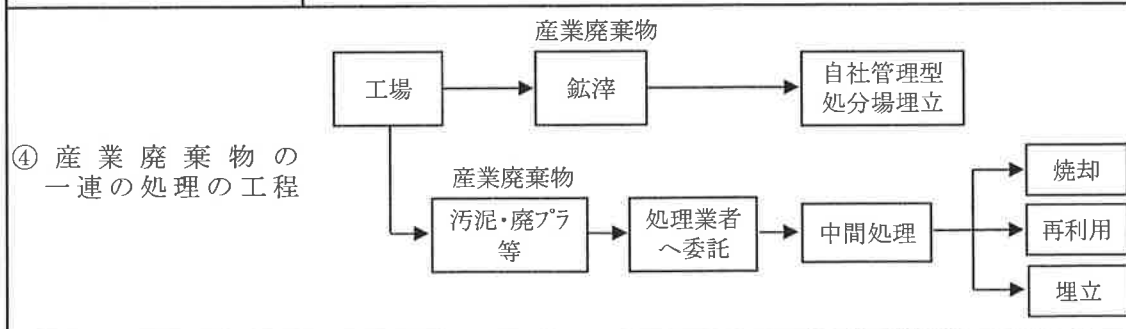 産業廃棄物
工場
鉱滓
自社管理型
処分場埋立
④ 産業廃棄物の
一連の処理の工程
産業廃棄物
汚泥・廃プラ
等
処理業者
へ委託
中間処理
焼却
再利用
埋立